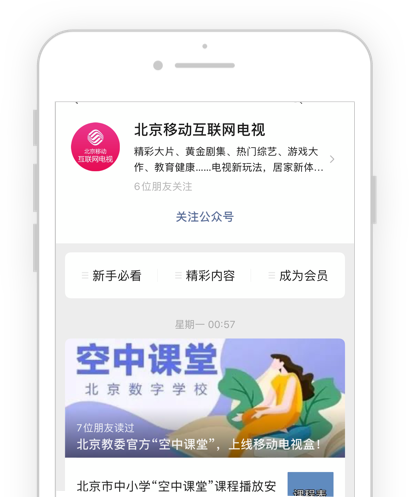 北京移动互联网电视
北京移动
互联网电视
精彩大片、黄金剧集、热门综艺、游戏大
作、教育健康......电视新玩法，居家新体...
6位朋友关注
关注公众号
新手必看
精彩内容
成为会员
星期一 00:57
空中课堂
北京数字学校
7位朋友读过
北京教委官方“空中课堂”，上线移动电视盒！
北京市中小学“空中课堂”课程播放安